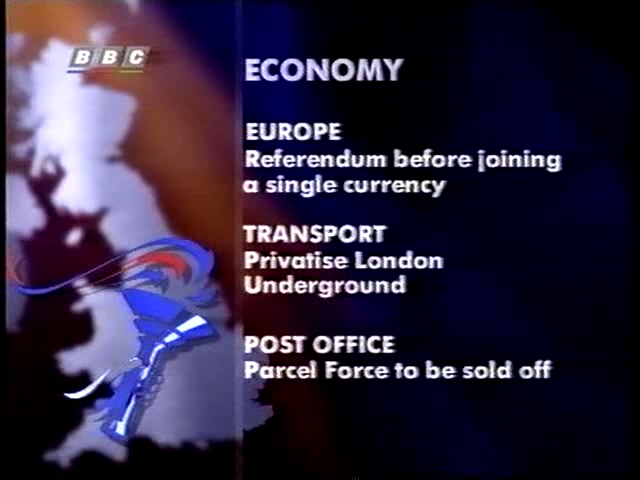 BBC
ECONOMY
EUROPE
Referendum before joining
a single currency
TRANSPORT
Privatise London
Underground
POST OFFICE
Parcel Force to be sold off